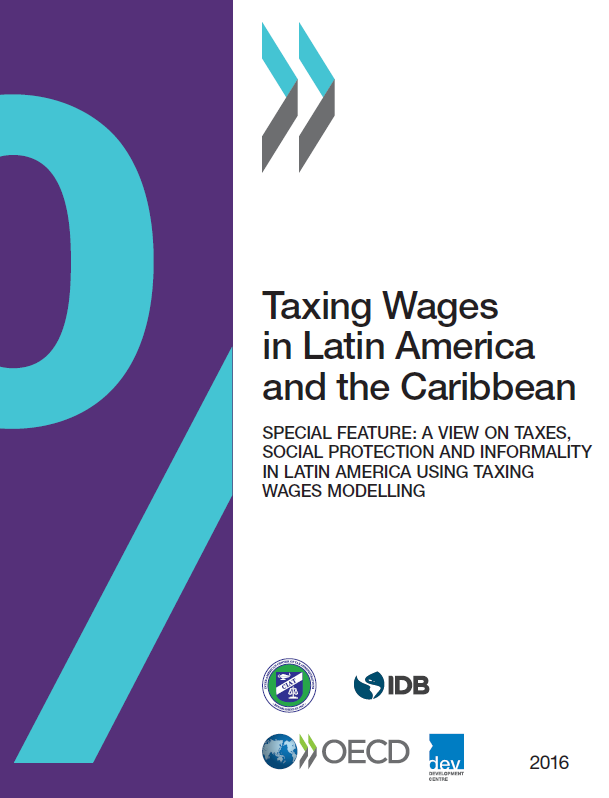 Taxing Wages
in Latin America
and the Caribbean
SPECIAL FEATURE: A VIEW ON TAXES,
SOCIAL PROTECTION AND INFORMALITY
IN LATIN AMERICA USING TAXING
WAGES MODELLING
CIAT
IDB
OECD
dev
DEVELOPMENT
CENTRE
2016